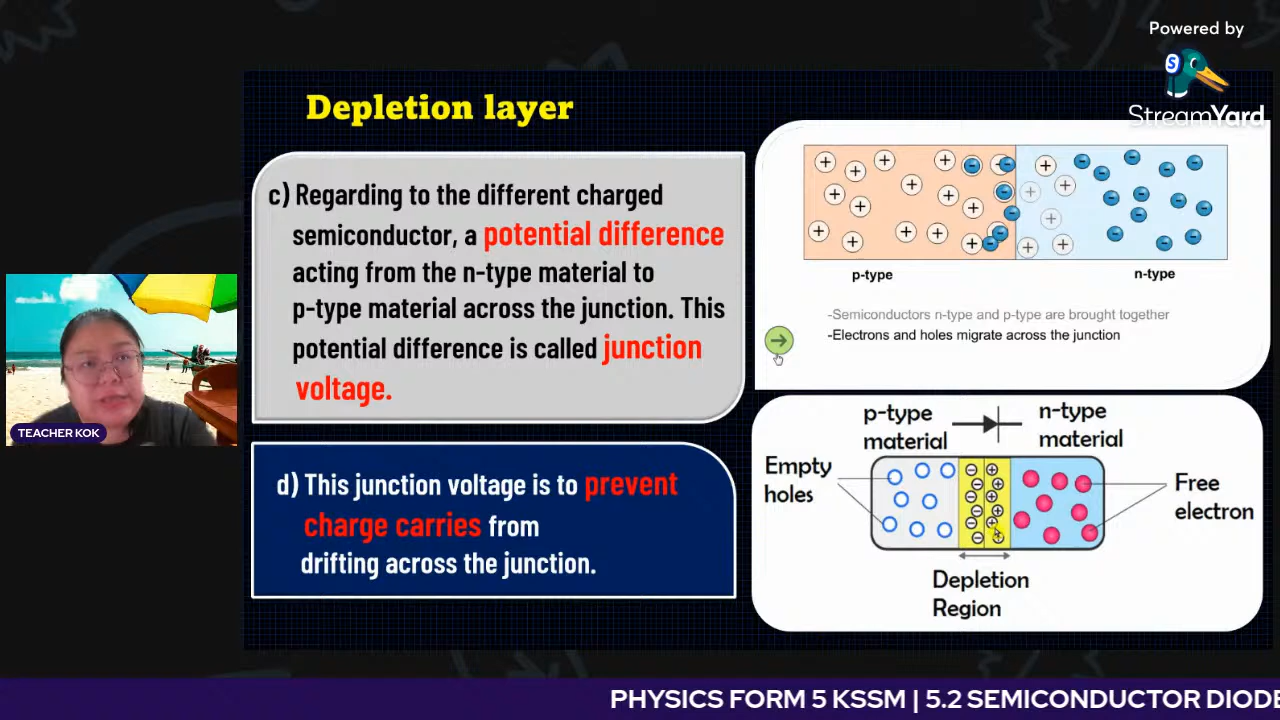 Powered by
StreamYard
Depletion layer
c) Regarding to the different charged
semiconductor, a potential difference
acting from the n-type material to
p-type material across the junction. This
potential difference is called junction
voltage.
d) This junction voltage is to prevent
charge carries from
drifting across the junction.
p-type
n-type
-Semiconductors n-type and p-type are brought together
-Electrons and holes migrate across the junction
p-type
material
n-type
material
Empty
holes
Free
electron
Depletion
Region
TEACHER KOK
PHYSICS FORM 5 KSSM | 5.2 SEMICONDUCTOR DIODE